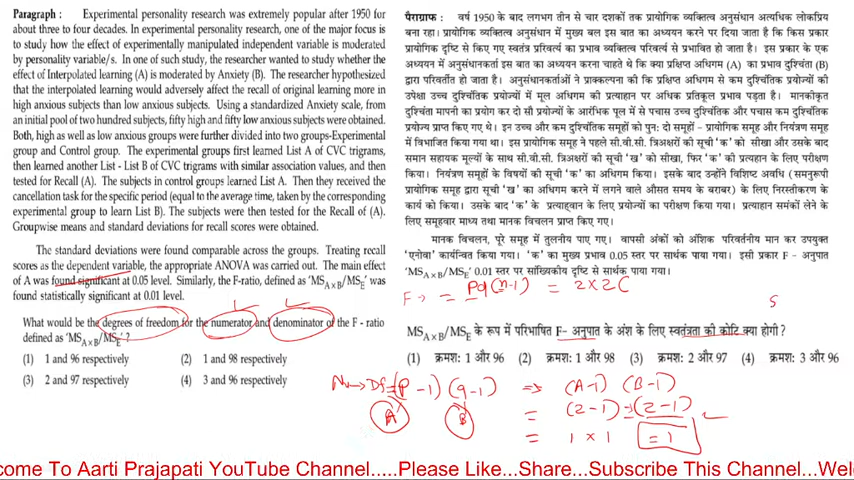 Paragraph : Experimental personality research was extremely popular after 1950 for
about three to four decades. In experimental personality research, one of the major focus is
to study how the effect of experimentally manipulated independent variable is moderated
by personality variable/s. In one of such study, the researcher wanted to study whether the
effect of Interpolated learning (A) is moderated by Anxiety (B). The researcher hypothesized
that the interpolated learning would adversely affect the recall of original learning more in
high anxious subjects than low anxious subjects. Using a standardized Anxiety scale, from
an initial pool of two hundred subjects, fifty high and fifty low anxious subjects were obtained.
Both, high as well as low anxious groups were further divided into two groups-Experimental
group and Control group. The experimental groups first learned List A of CVC trigrams,
then learned another List - List B of CVC trigrams with similar association values, and then
tested for Recall (A). The subjects in control groups learned List A. Then they received the
cancellation task for the specific period (equal to the average time, taken by the corresponding
experimental group to learn List B). The subjects were then tested for the Recall of (A).
Groupwise means and standard deviations for recall scores were obtained.
The standard deviations were found comparable across the groups. Treating recall
scores as the dependent variable, the appropriate ANOVA was carried out. The main effect
of A was found significant at 0.05 level. Similarly, the F-ratio, defined as 'MSA×B/MSE' was
found statistically significant at 0.01 level.
What would be the degrees of freedom for the numerator and denominator of the F - ratio
defined as 'MSA×B/MSE'?
(1) 1 and 96 respectively (2) 1 and 98 respectively
(3) 2 and 97 respectively (4) 3 and 96 respectively
पैराग्राफ : वर्ष 1950 के बाद लगभग तीन से चार दशकों तक प्रायोगिक व्यक्तित्व अनुसंधान अत्यधिक लोकप्रिय
बना रहा। प्रायोगिक व्यक्तित्व अनुसंधान में मुख्य बल इस बात का अध्ययन करने पर दिया जाता है कि किस प्रकार
प्रायोगिक दृष्टि से किए गए स्वतंत्र प्ररिवर्त्य का प्रभाव व्यक्तित्व परिवर्त्य से प्रभावित हो जाता है। इस प्रकार के एक
अध्ययन में अनुसंधानकर्ता इस बात का अध्ययन करना चाहते थे कि क्या प्रक्षिप्त अधिगम (A) का प्रभाव दुश्चिंता (B)
द्वारा परिवर्तित हो जाता है। अनुसंधानकर्ताओं ने प्राक्कल्पना की कि प्रक्षिप्त अधिगम से कम दुश्चिंतित प्रयोज्यों की
उपेक्षा उच्च दुश्चिंतित प्रयोज्यों में मूल अधिगम की प्रत्याह्वान पर अधिक प्रतिकूल प्रभाव पड़ता है। मानकीकृत
दुश्चिंता मापनी का प्रयोग कर दो सौ प्रयोज्यों के आरंभिक पूल में से पचास उच्च दुश्चिंतित और पचास कम दुश्चिंतित
प्रयोज्य प्राप्त किए गए थे। इन उच्च और कम दुश्चिंतित समूहों को पुन: दो समूहों – प्रायोगिक समूह और नियंत्रण समूह
में विभाजित किया गया था। इस प्रायोगिक समूह ने पहले सी.वी.सी. त्रिअक्षरों की सूची 'क' को सीखा और उसके बाद
समान साहचर्य मूल्यों के साथ सी.वी.सी. त्रिअक्षरों की सूची 'ख' को सीखा, फिर 'क' की प्रत्याह्वान के लिए परीक्षण
किया। नियंत्रण समूहों के विषयों की सूची 'क' का अधिगम किया। इसके बाद उन्होंने विशिष्ट अवधि (समनुरूपी
प्रायोगिक समूह द्वारा सूची 'ख' का अधिगम में लगने वाले औसत समय के बराबर) के लिए निरस्तीकरण के
कार्य को किया। उसके बाद 'क' के प्रत्याह्वान के लिए प्रयोज्यों का परीक्षण किया गया। प्रत्याह्वान समंकों लेने के
लिए समूहवार माध्य तथा मानक विचलन प्राप्त किए गए।
मानक विचलन, पूरे समूह में तुलनीय पाए गए। वापसी अंकों को आंशिक परिवर्तनीय मान कर उपयुक्त
'एनोवा' कार्यन्वित किया गया। 'क' का मुख्य प्रभाव 0.05 स्तर पर सार्थक पाया गया। इसी प्रकार F - अनुपात
'MSA×B/MSE' 0.01 स्तर पर सांख्यिकीय दृष्टि से सार्थक पाया गया।
F → = Pq(n-1) = 2×2(
S
MSA×B/MSE के रूप में परिभाषित F- अनुपात के अंश के लिए स्वतंत्रता की कोटि क्या होगी?
(1) क्रमश: 1 और 96 (2) क्रमश: 1 और 98 (3) क्रमश: 2 और 97 (4) क्रमश: 3 और 96
Nu → Df = (P-1) (q-1) ⇒ (A-1) (B-1)
A B = (2-1) = (2-1)
= 1 × 1 = 1
come To Aarti Prajapati YouTube Channel.....Please Like...Share...Subscribe This Channel...Wel